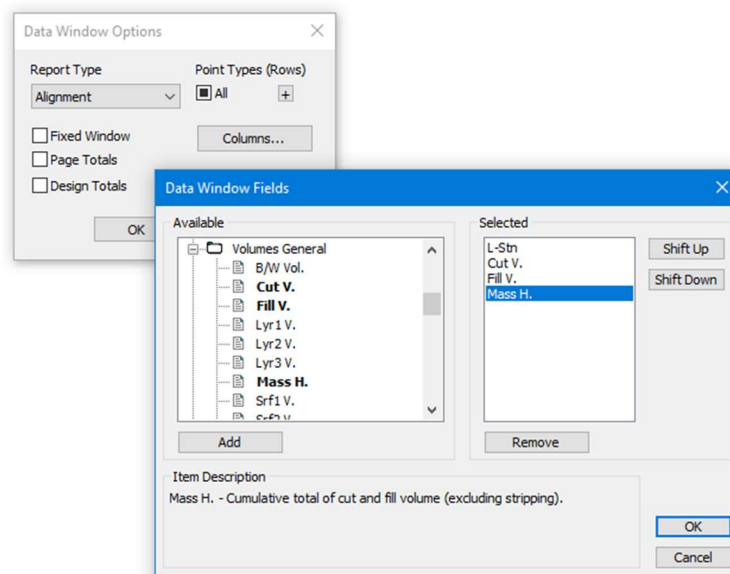 Data Window Options
Report Type
Point Types (Rows)
Alignment
All
+
Fixed Window
Columns...
Page Totals
Design Totals
OK
Data Window Fields
Available
Volumes General
B/W Vol.
Cut V.
Fill V.
Lyr1 V.
Lyr2 V.
Lyr3 V.
Mass H.
Srf1 V.
Srf2 V.
Add
Selected
L-Stn
Cut V.
Fill V.
Mass H.
Shift Up
Shift Down
Remove
Item Description
Mass H. - Cumulative total of cut and fill volume (excluding stripping).
OK
Cancel